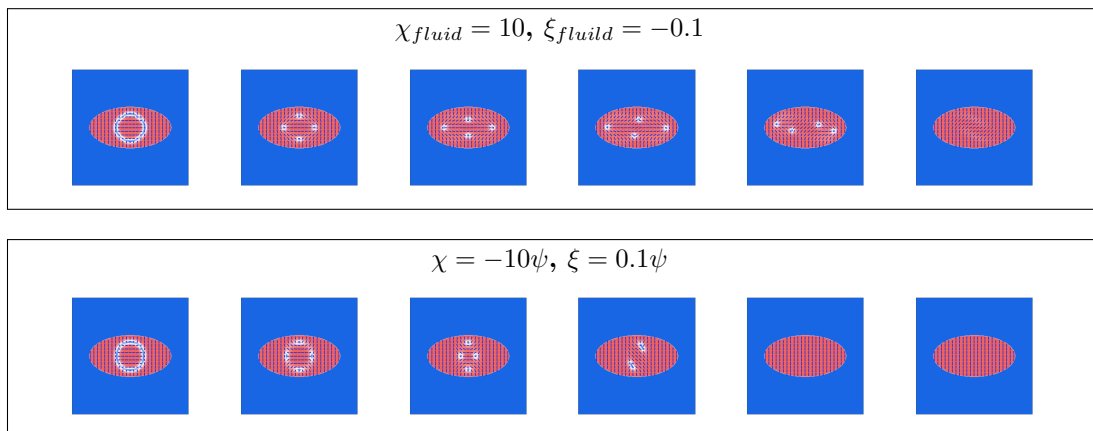 χ_{fluid} = 10, ξ_{fluild} = −0.1
χ = −10ψ, ξ = 0.1ψ